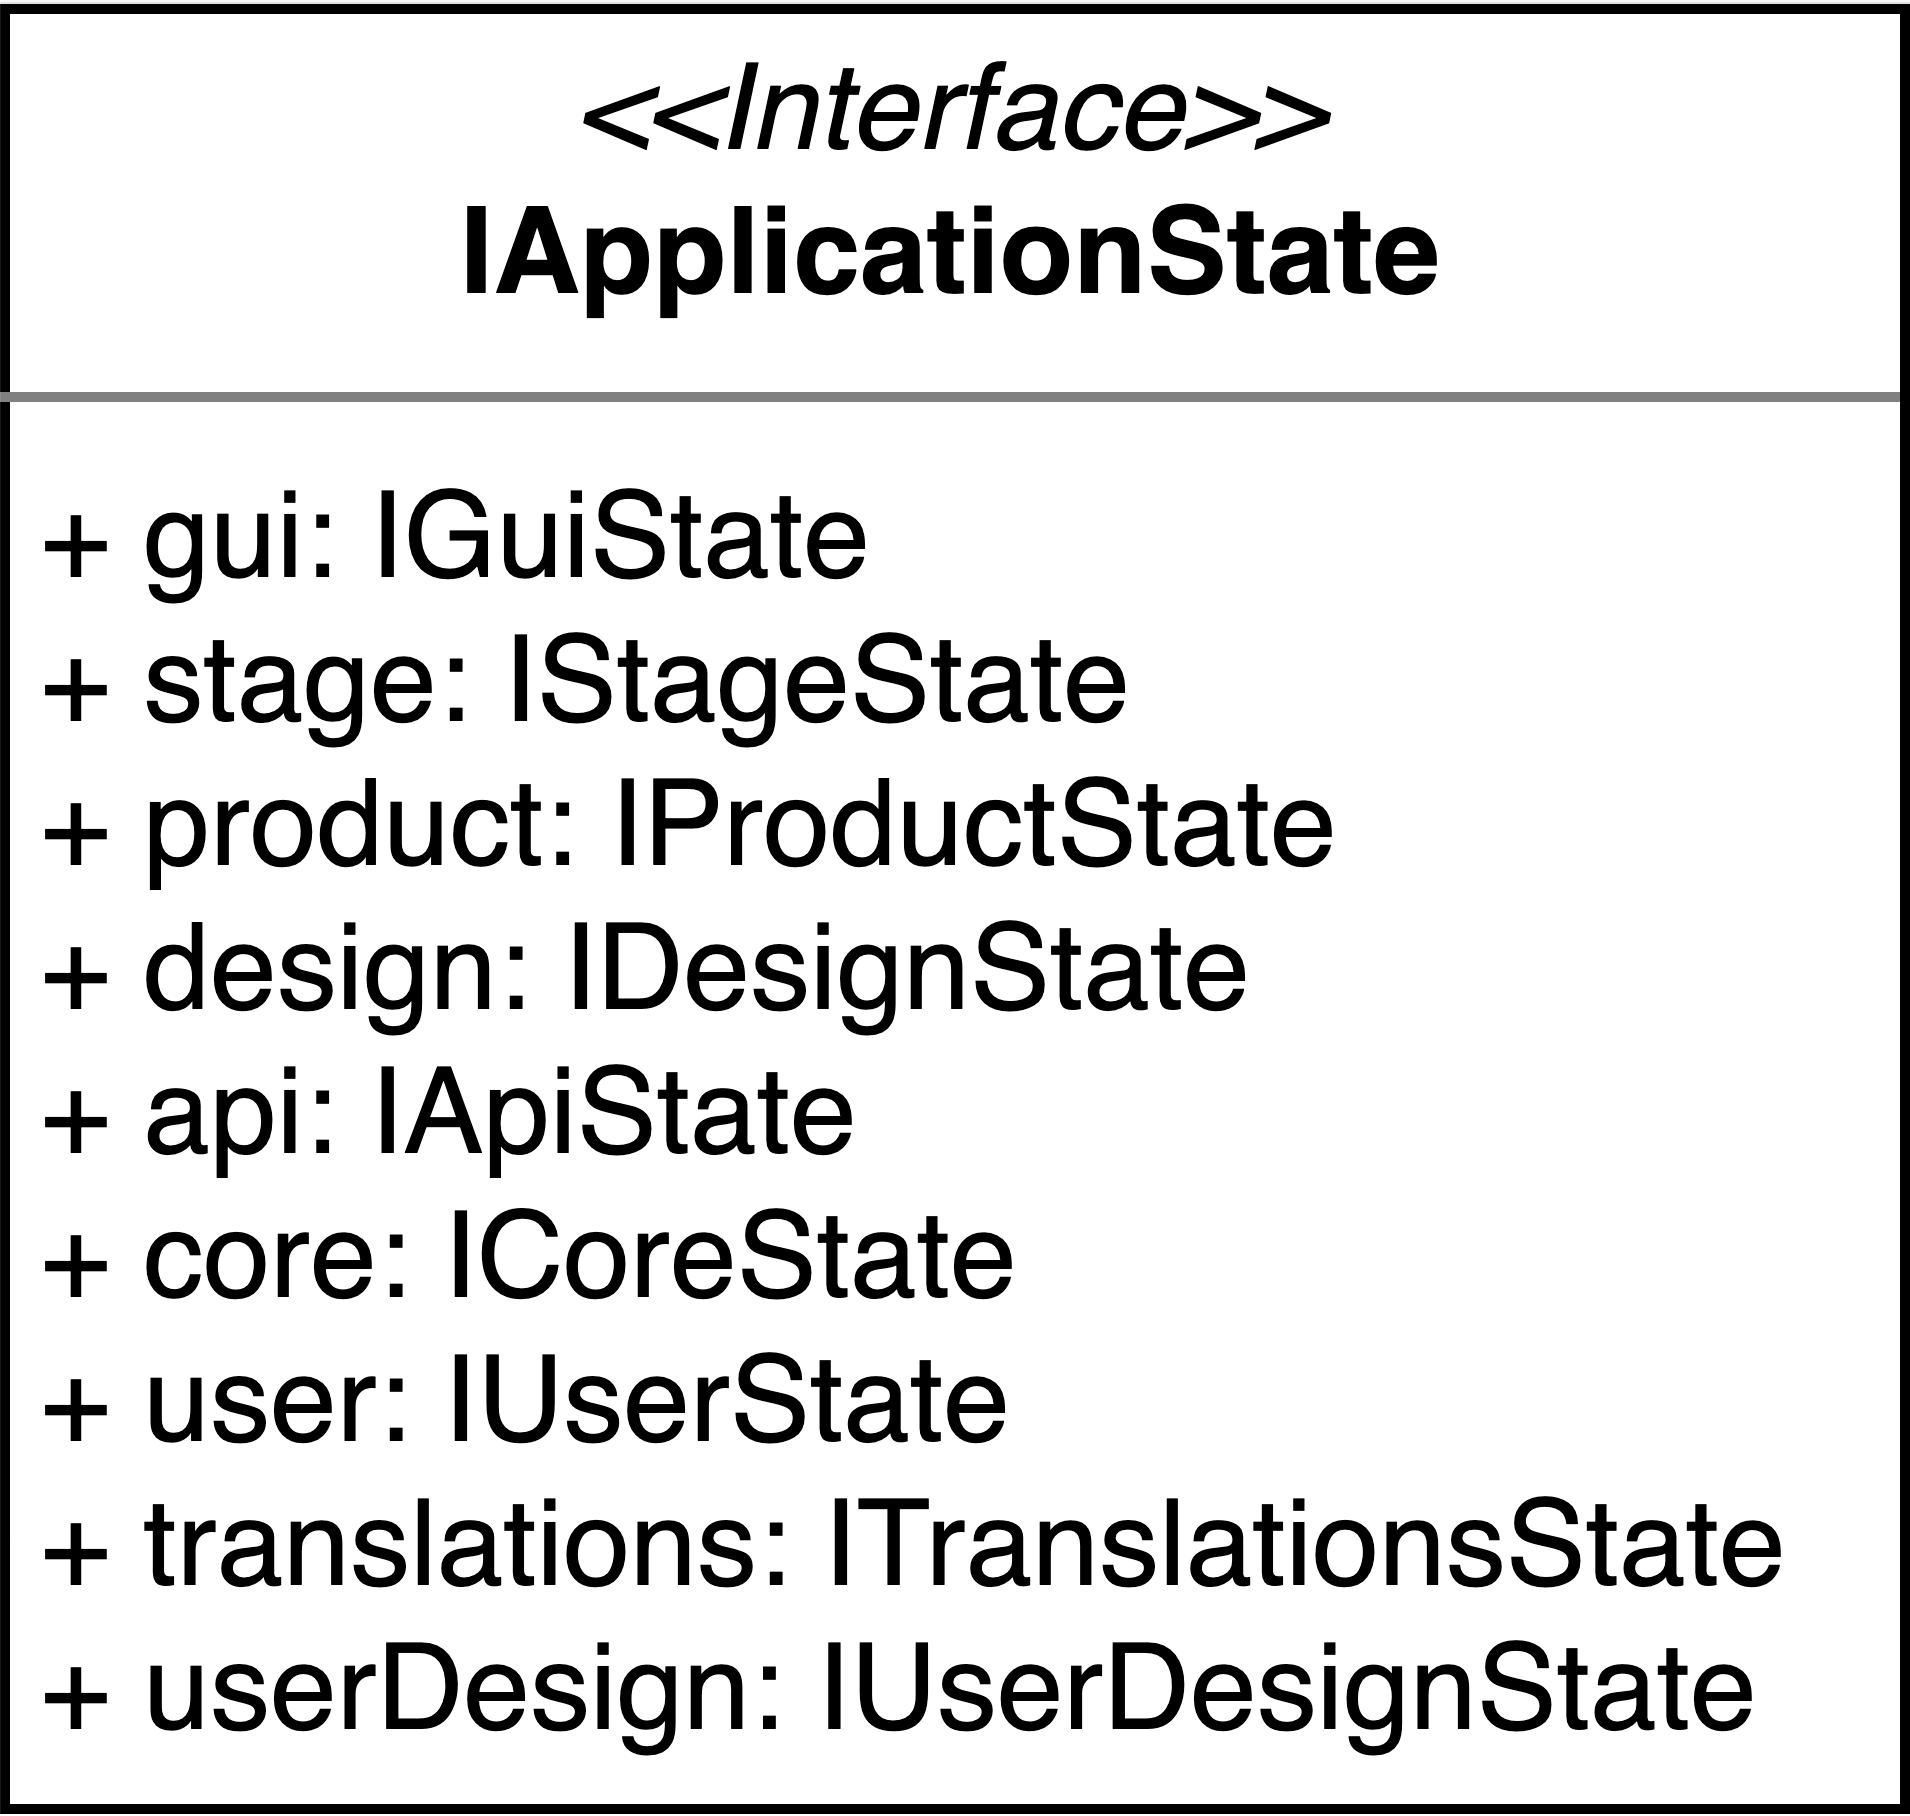 <<Interface>>
IApplicationState
+ gui: IGuiState
+ stage: IStageState
+ product: IProductState
+ design: IDesignState
+ api: IApiState
+ core: ICoreState
+ user: IUserState
+ translations: ITranslationsState
+ userDesign: IUserDesignState